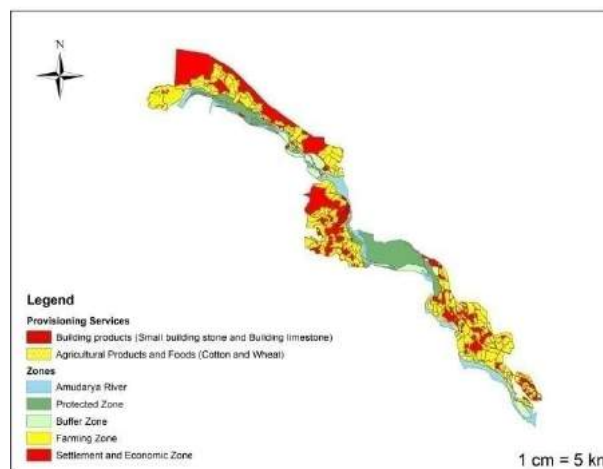 N
Legend
Provisioning Services
Building products (Small building stone and Building limestone)
Agricultural Products and Foods (Cotton and Wheat)
Zones
Amudarya River
Protected Zone
Buffer Zone
Farming Zone
Settlement and Economic Zone
1 cm = 5 km